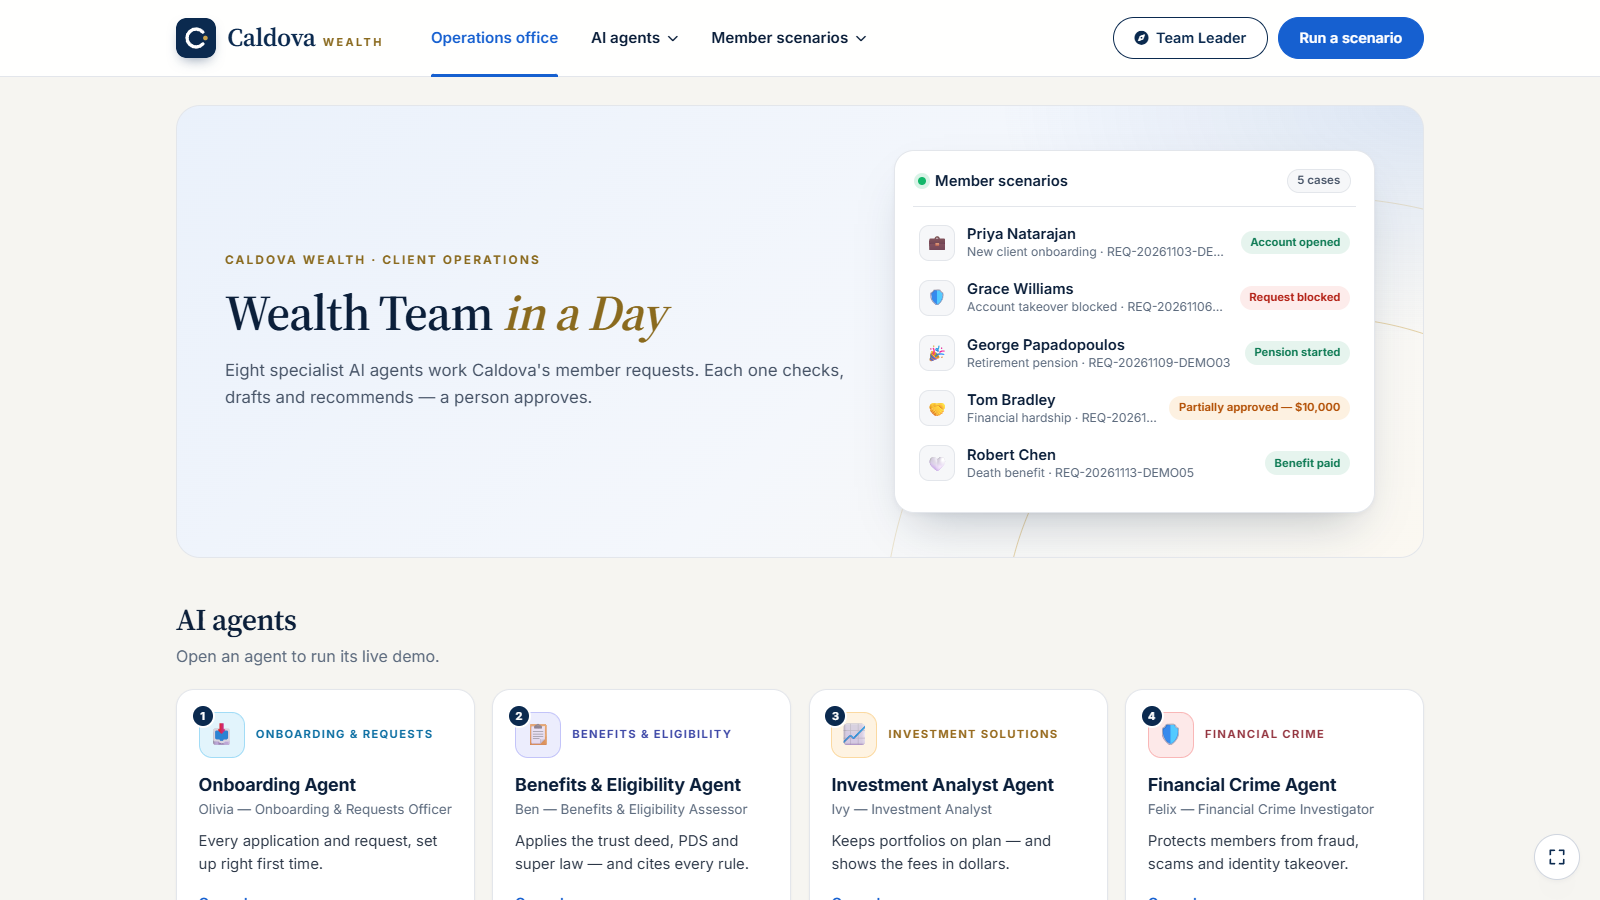 Caldova WEALTH
Operations office
AI agents
Member scenarios
Team Leader
Run a scenario
CALDOVA WEALTH · CLIENT OPERATIONS
Wealth Team in a Day
Eight specialist AI agents work Caldova's member requests. Each one checks,
drafts and recommends — a person approves.
Member scenarios
5 cases
Priya Natarajan
New client onboarding · REQ-20261103-DE...
Account opened
Grace Williams
Account takeover blocked · REQ-20261106...
Request blocked
George Papadopoulos
Retirement pension · REQ-20261109-DEMO03
Pension started
Tom Bradley
Financial hardship · REQ-20261...
Partially approved — $10,000
Robert Chen
Death benefit · REQ-20261113-DEMO05
Benefit paid
AI agents
Open an agent to run its live demo.
1
ONBOARDING & REQUESTS
Onboarding Agent
Olivia — Onboarding & Requests Officer
Every application and request, set
up right first time.
2
BENEFITS & ELIGIBILITY
Benefits & Eligibility Agent
Ben — Benefits & Eligibility Assessor
Applies the trust deed, PDS and
super law — and cites every rule.
3
INVESTMENT SOLUTIONS
Investment Analyst Agent
Ivy — Investment Analyst
Keeps portfolios on plan — and
shows the fees in dollars.
4
FINANCIAL CRIME
Financial Crime Agent
Felix — Financial Crime Investigator
Protects members from fraud,
scams and identity takeover.